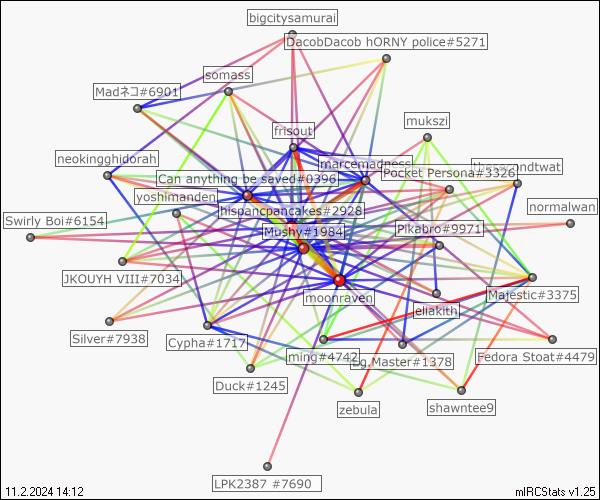 bigcitysamurai
DacobDacob hORNY police#5271
somass
Madネコ#6901
mukszi
frisout
neokingghidorah
marcemadness
thesecondtwat
Pocket Persona#3326
Can anything be saved#0396
yoshimanden
normalwan
hispancpancakes#2928
Swirly Boi#6154
Mushy#1984
Pikabro#9971
JKOUYH VIII#7034
moonraven
Majestic#3375
eliakith
Silver#7938
Cypha#1717
ming#4742
Lg.Master#1378
Fedora Stoat#4479
Duck#1245
zebula
shawntee9
LPK2387 #7690
11.2.2024 14:12
mIRCStats v1.25